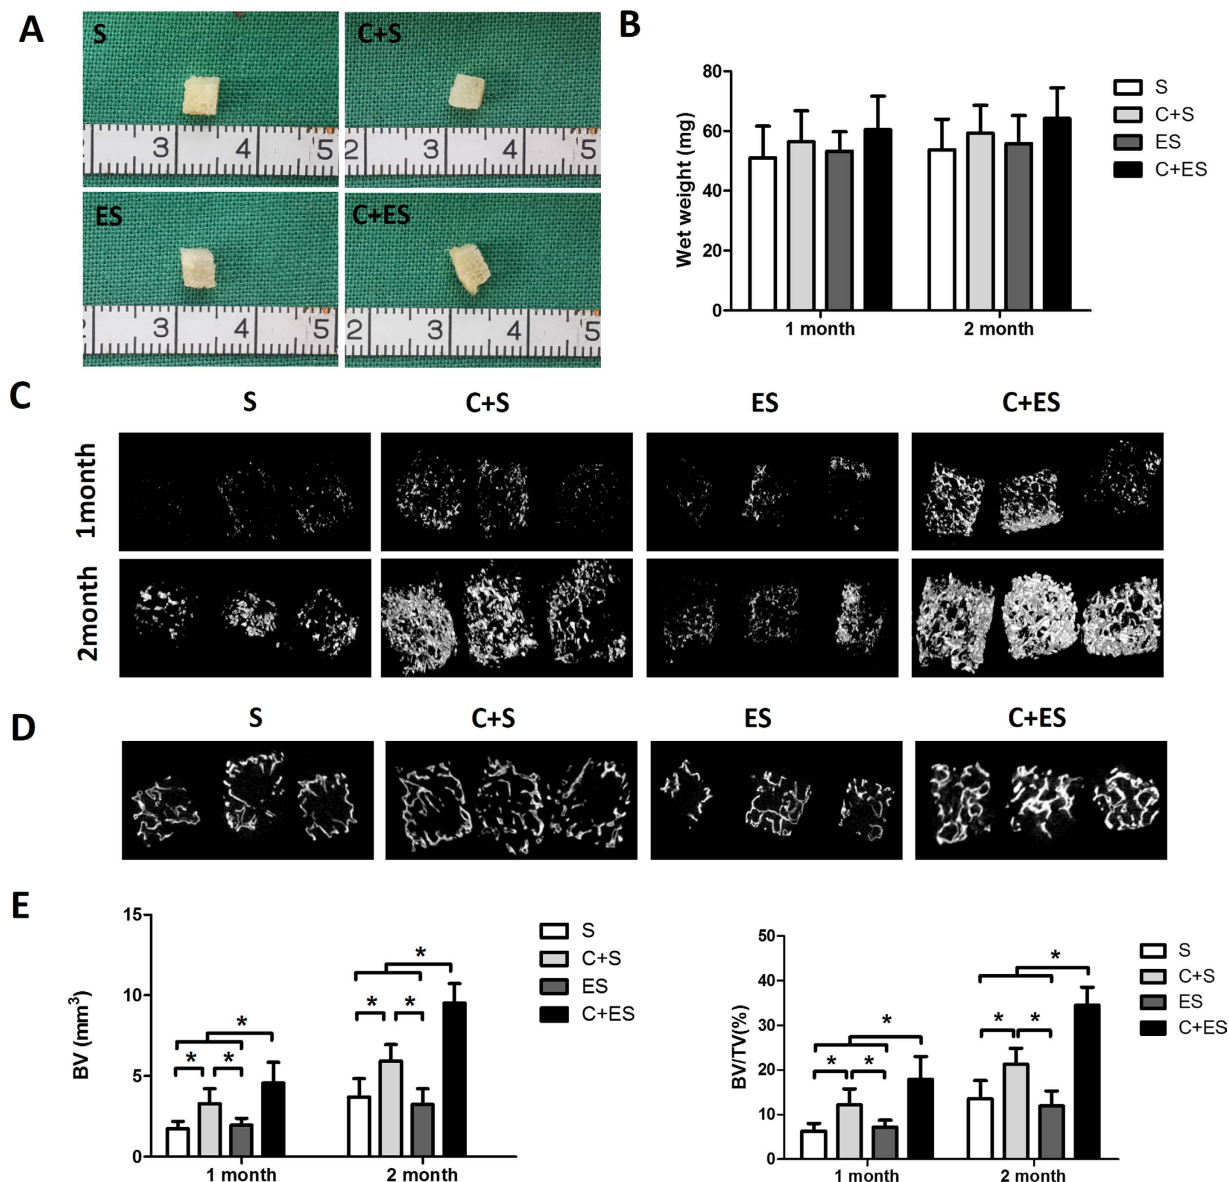 A
S
C+S
3 4 5
2 3 4 5
ES
C+ES
3 4 5
2 3 4 5
B
Wet weight (mg)
80
60
40
20
0
1 month
2 month
S
C+S
ES
C+ES
C
S C+S ES C+ES
1month
2month
D
S C+S ES C+ES
E
BV (mm³)
15
10
5
0
* * *
* * *
1 month
2 month
S
C+S
ES
C+ES
BV/TV(%)
50
40
30
20
10
0
* * *
* * *
1 month
2 month
S
C+S
ES
C+ES